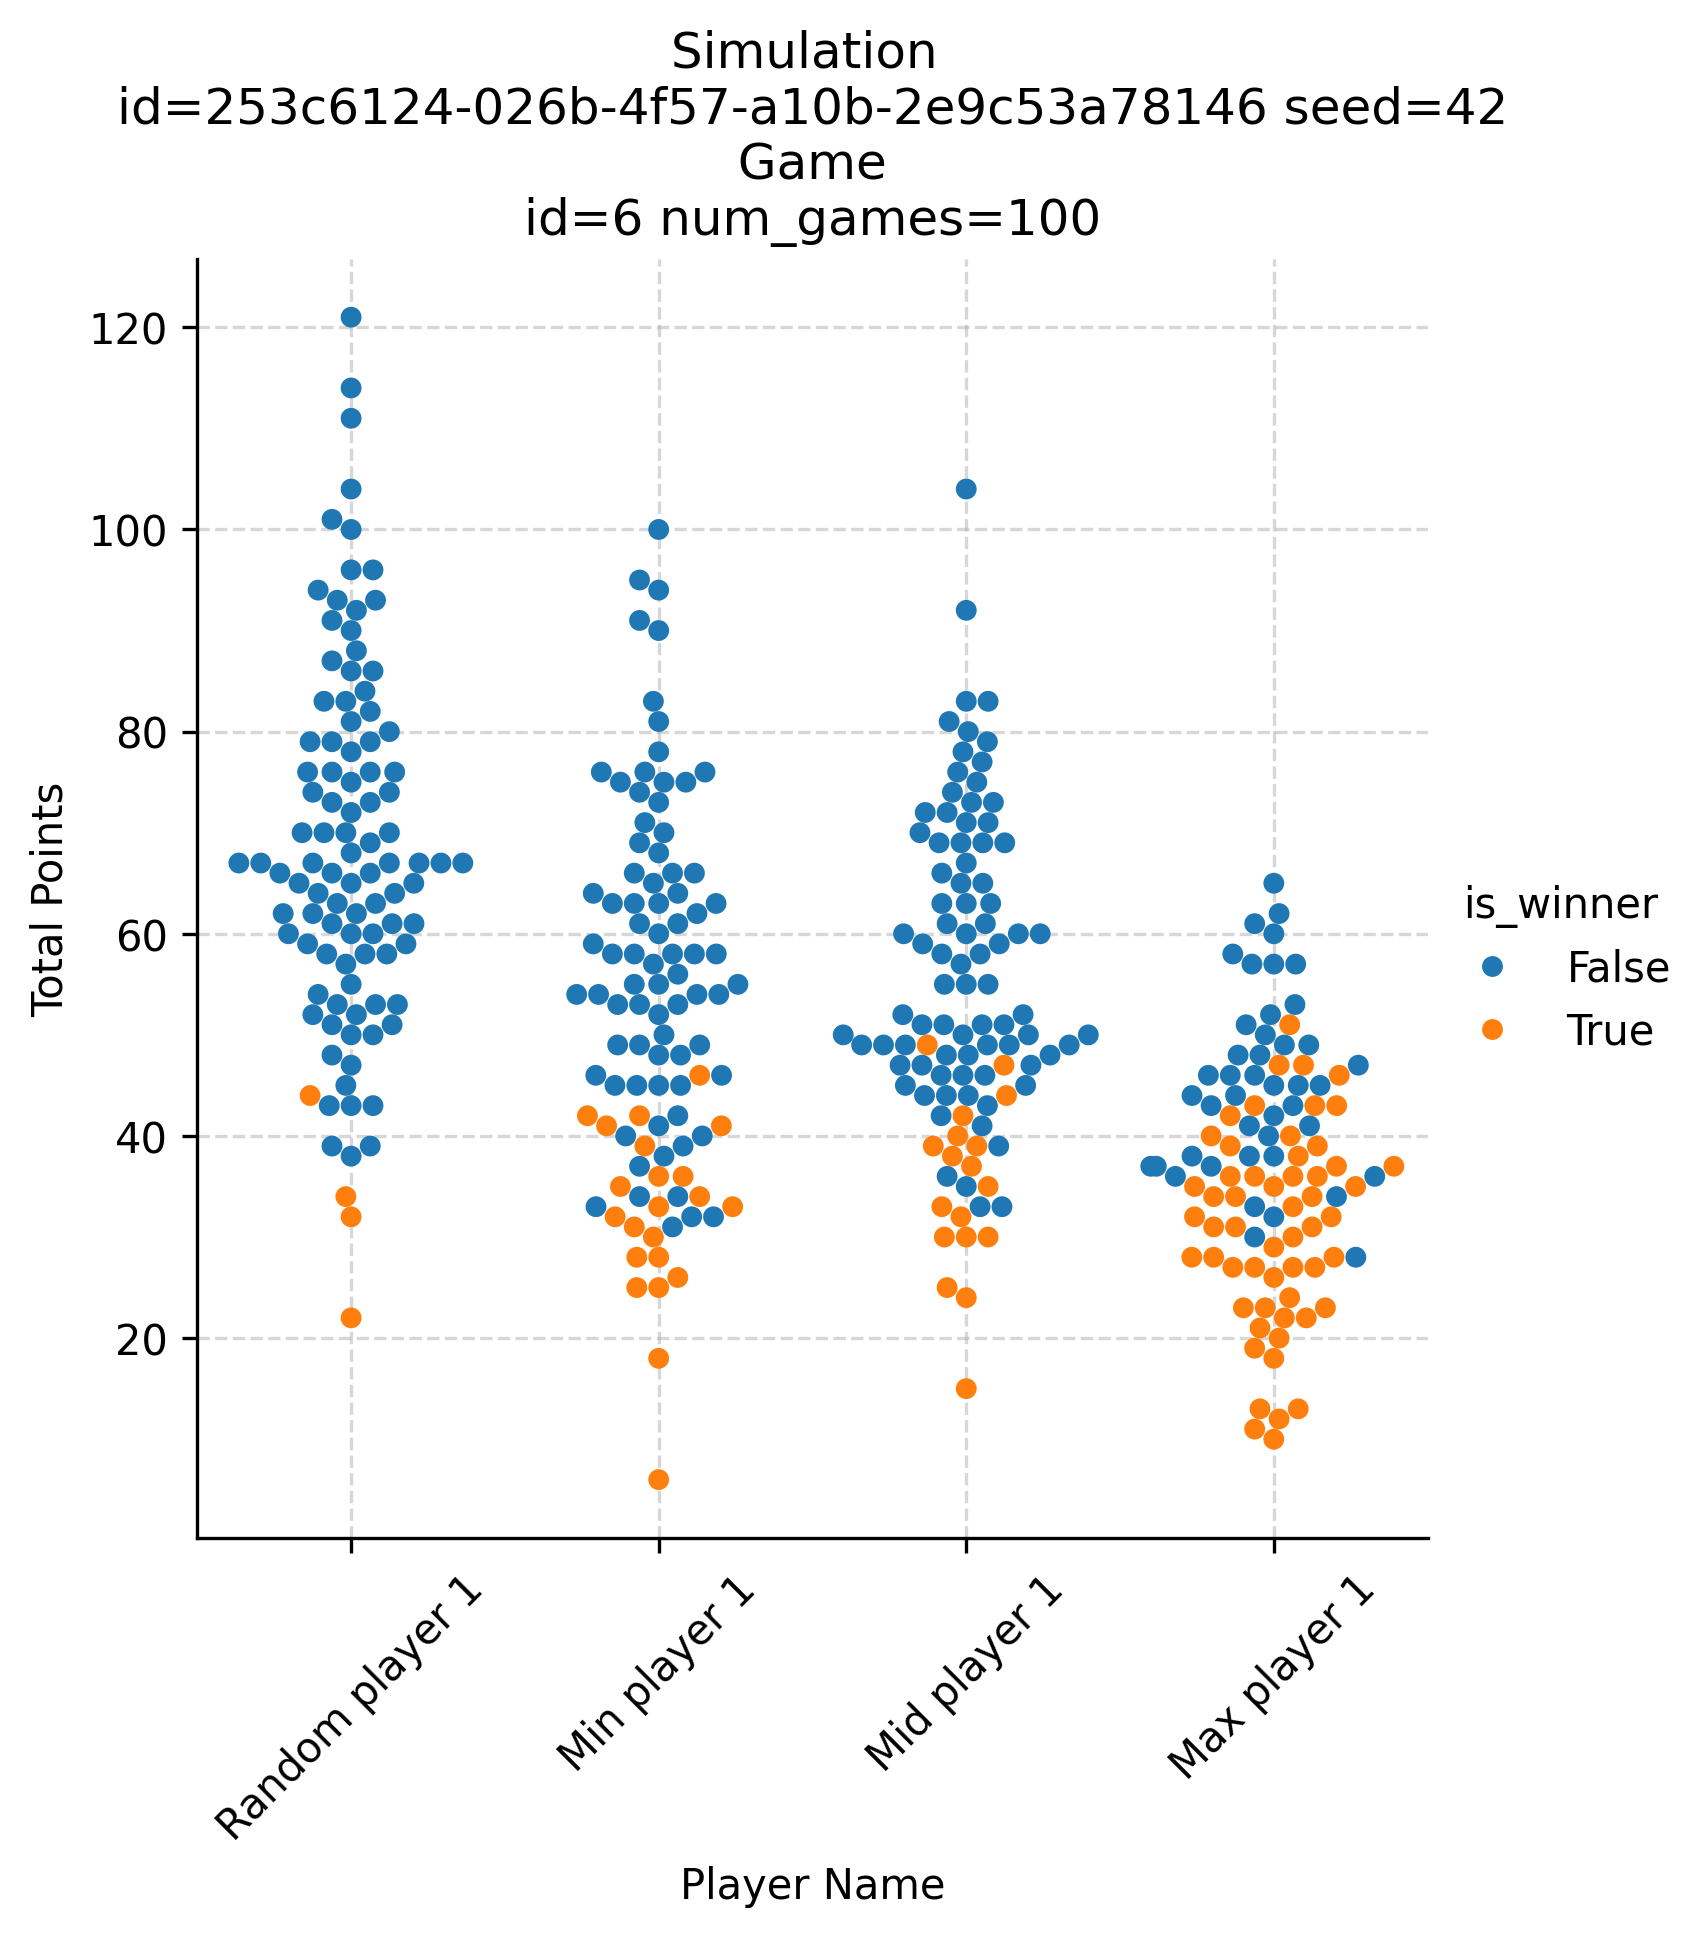 Simulation
id=253c6124-026b-4f57-a10b-2e9c53a78146 seed=42
Game
id=6 num_games=100
120
100
80
60
40
20
Total Points
is_winner
False
True
Random player 1
Min player 1
Mid player 1
Max player 1
Player Name